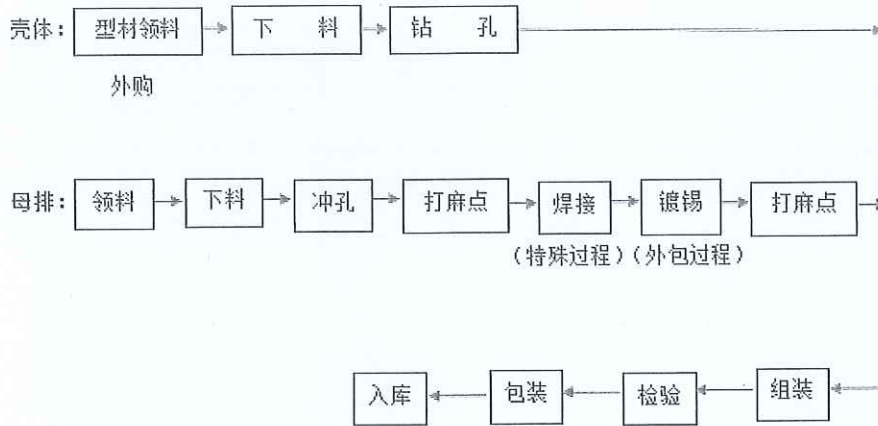 壳体： 型材领料 下 料 钻 孔
外购
母排： 领料 下料 冲孔 打麻点 焊接 镀锡 打麻点
(特殊过程) (外包过程)
入库 包装 检验 组装